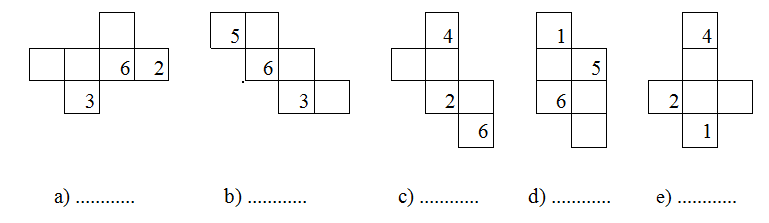 4 1 4
5
6 2 6 5
3 3 2 6 2
6 1
a) ............ b) ............ c) ............ d) ............ e) ............